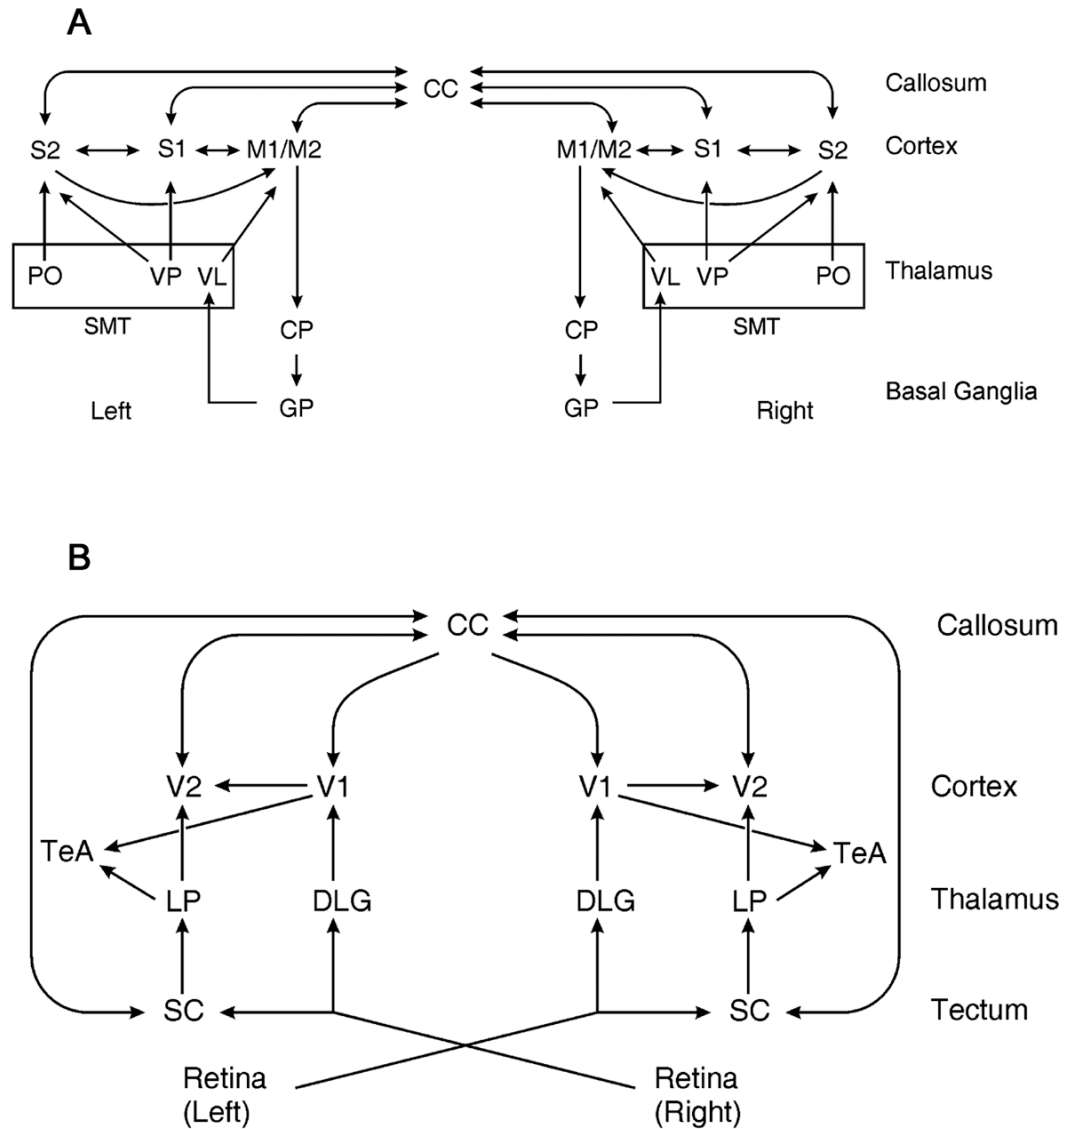 A
CC
Callosum
S2 S1 M1/M2 M1/M2 S1 S2 Cortex
PO VP VL VL VP PO Thalamus
SMT SMT
CP CP
Basal Ganglia
Left GP GP Right
B
CC Callosum
V2 V1 V1 V2 Cortex
TeA TeA
LP DLG DLG LP Thalamus
SC SC Tectum
Retina Retina
(Left) (Right)